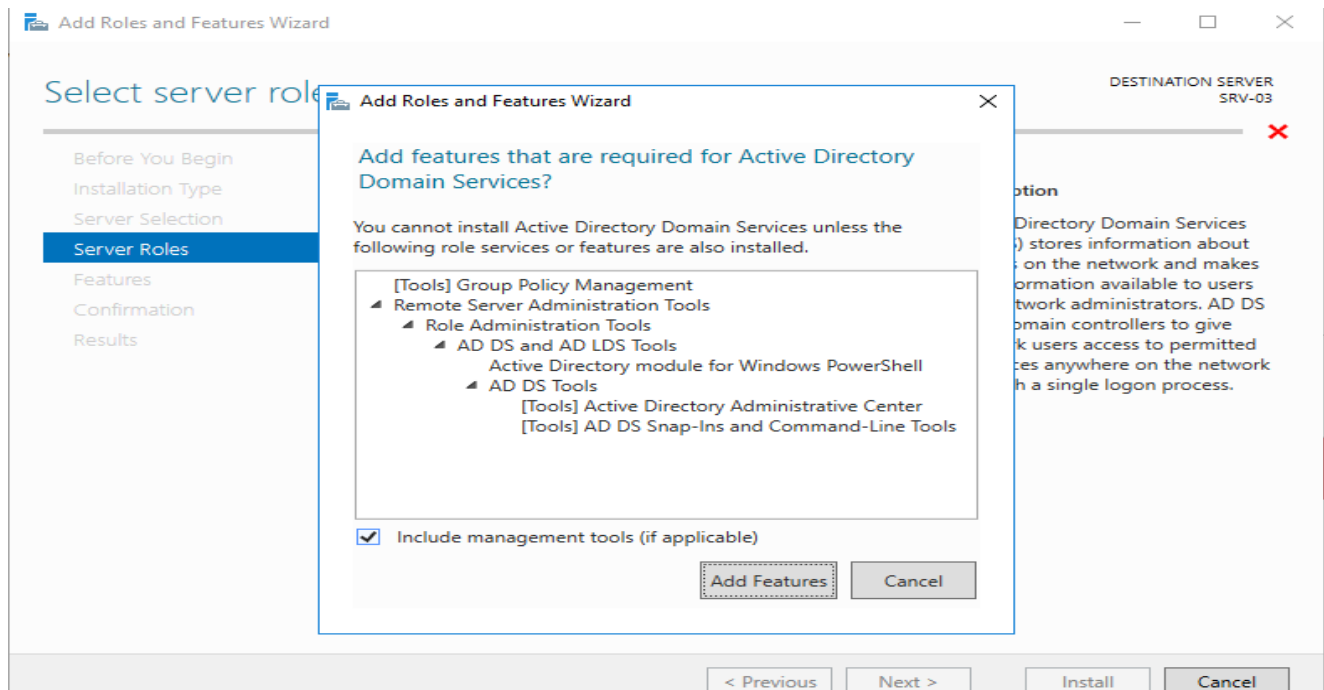 Add Roles and Features Wizard
Select server role
DESTINATION SERVER
SRV-03
Before You Begin
Installation Type
Server Selection
Server Roles
Features
Confirmation
Results
Add Roles and Features Wizard
Add features that are required for Active Directory
Domain Services?
You cannot install Active Directory Domain Services unless the
following role services or features are also installed.
[Tools] Group Policy Management
Remote Server Administration Tools
Role Administration Tools
AD DS and AD LDS Tools
Active Directory module for Windows PowerShell
AD DS Tools
[Tools] Active Directory Administrative Center
[Tools] AD DS Snap-Ins and Command-Line Tools
Include management tools (if applicable)
Add Features
Cancel
Directory Domain Services
) stores information about
on the network and makes
ormation available to users
twork administrators. AD DS
omain controllers to give
k users access to permitted
es anywhere on the network
h a single logon process.
< Previous
Next >
Install
Cancel